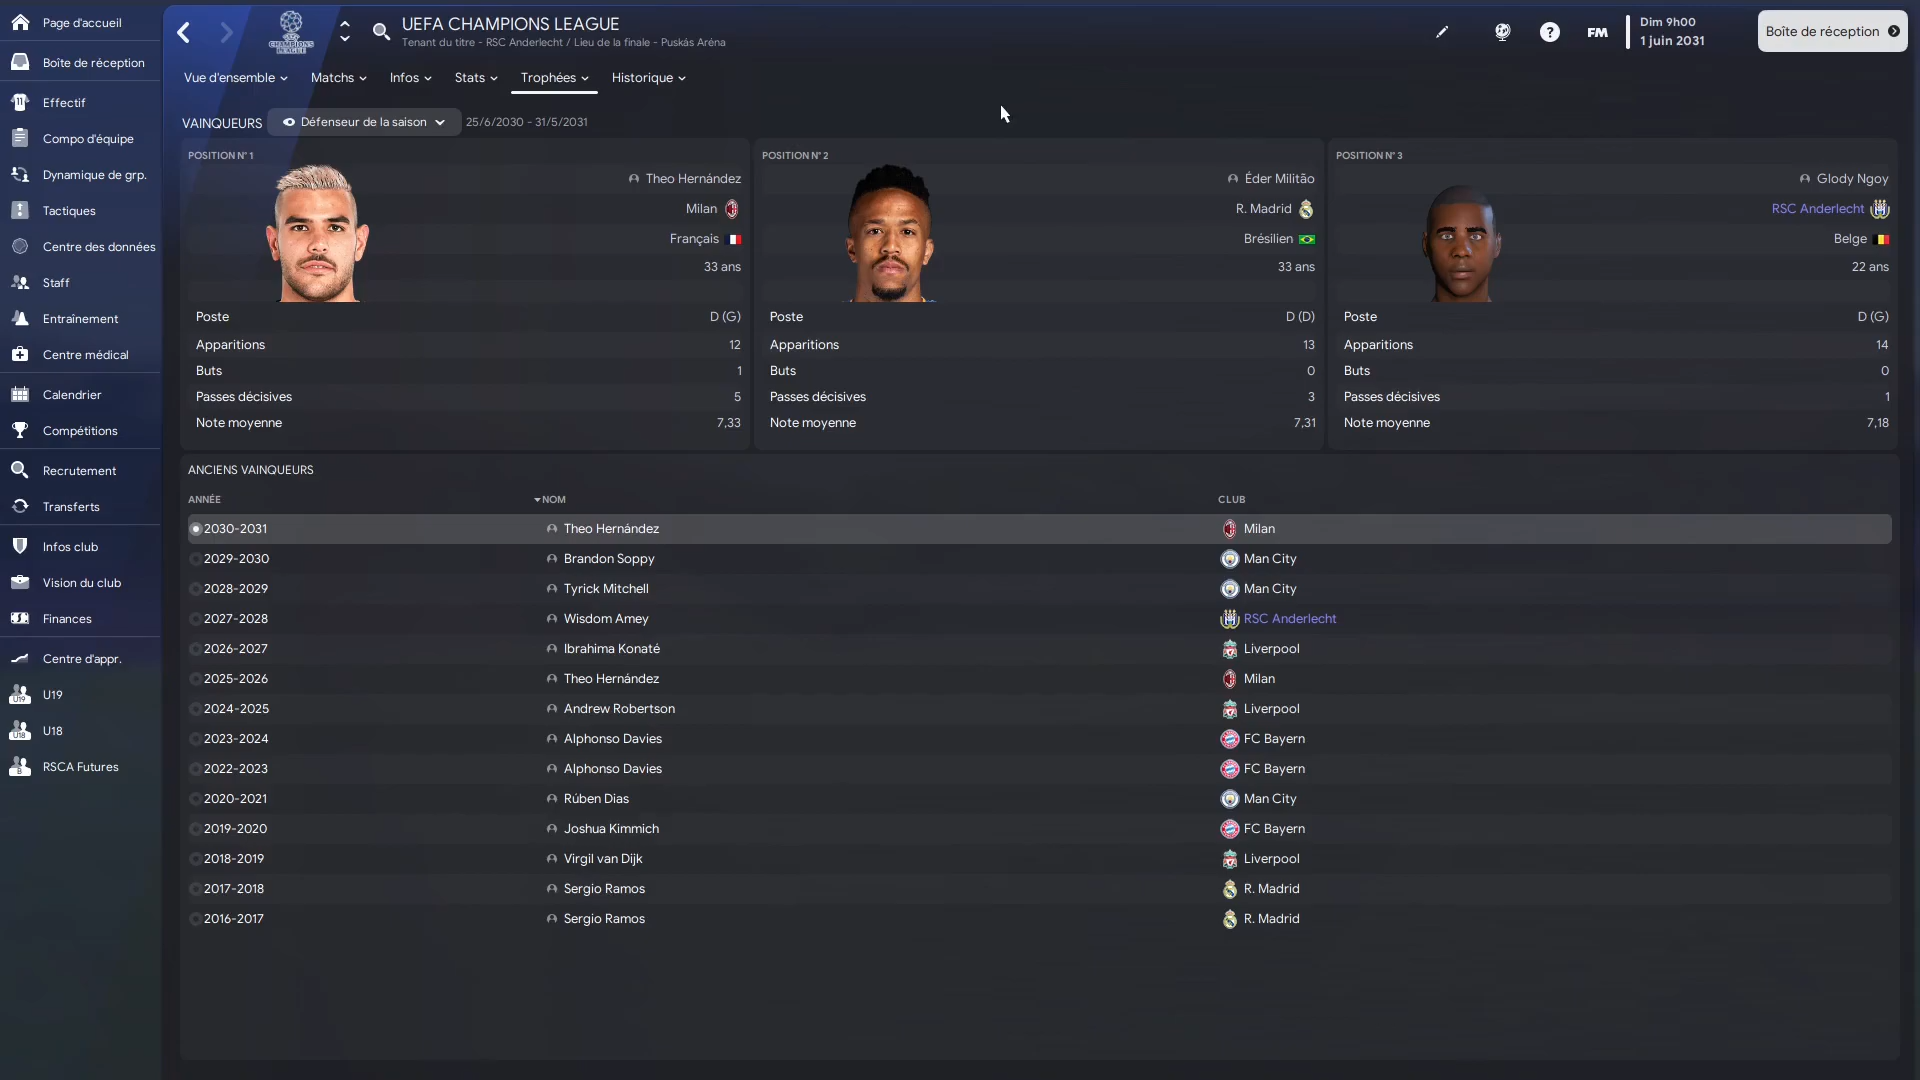 Page d'accueil
Boîte de réception
Effectif
Compo d'équipe
Dynamique de grp.
Tactiques
Centre des données
Staff
Entraînement
Centre médical
Calendrier
Compétitions
Recrutement
Transferts
Infos club
Vision du club
Finances
Centre d'appr.
U19 U19
U18 U18
B RSCA Futures
CHAMPIONS LEAGUE
UEFA CHAMPIONS LEAGUE
Tenant du titre - RSC Anderlecht / Lieu de la finale - Puskás Aréna
? FM
Dim 9h00
1 juin 2031
Boîte de réception
Vue d'ensemble Matchs Infos Stats Trophées Historique
VAINQUEURS Défenseur de la saison 25/6/2030 - 31/5/2031
POSITION N° 1
Theo Hernández
Milan
Français
33 ans
Poste D (G)
Apparitions 12
Buts 1
Passes décisives 5
Note moyenne 7,33
POSITION N° 2
Éder Militão
R. Madrid
Brésilien
33 ans
Poste D (D)
Apparitions 13
Buts 0
Passes décisives 3
Note moyenne 7,31
POSITION N° 3
Glody Ngoy
RSC Anderlecht
Belge
22 ans
Poste D (G)
Apparitions 14
Buts 0
Passes décisives 1
Note moyenne 7,18
ANCIENS VAINQUEURS
ANNÉE NOM CLUB
2030-2031 Theo Hernández Milan
2029-2030 Brandon Soppy Man City
2028-2029 Tyrick Mitchell Man City
2027-2028 Wisdom Amey RSC Anderlecht
2026-2027 Ibrahima Konaté Liverpool
2025-2026 Theo Hernández Milan
2024-2025 Andrew Robertson Liverpool
2023-2024 Alphonso Davies FC Bayern
2022-2023 Alphonso Davies FC Bayern
2020-2021 Rúben Dias Man City
2019-2020 Joshua Kimmich FC Bayern
2018-2019 Virgil van Dijk Liverpool
2017-2018 Sergio Ramos R. Madrid
2016-2017 Sergio Ramos R. Madrid